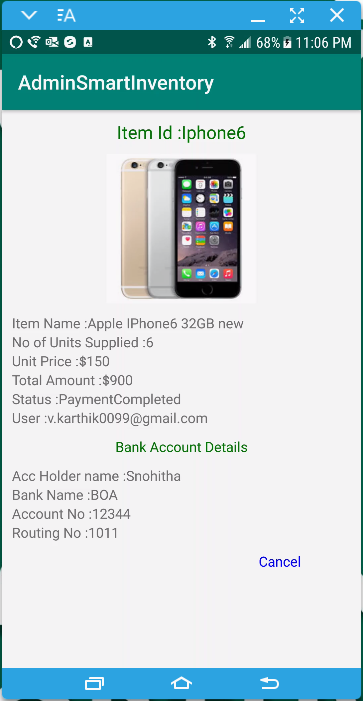 68% 11:06 PM
AdminSmartInventory
Item Id :Iphone6
Item Name :Apple IPhone6 32GB new
No of Units Supplied :6
Unit Price :$150
Total Amount :$900
Status :PaymentCompleted
User :v.karthik0099@gmail.com
Bank Account Details
Acc Holder name :Snohitha
Bank Name :BOA
Account No :12344
Routing No :1011
Cancel